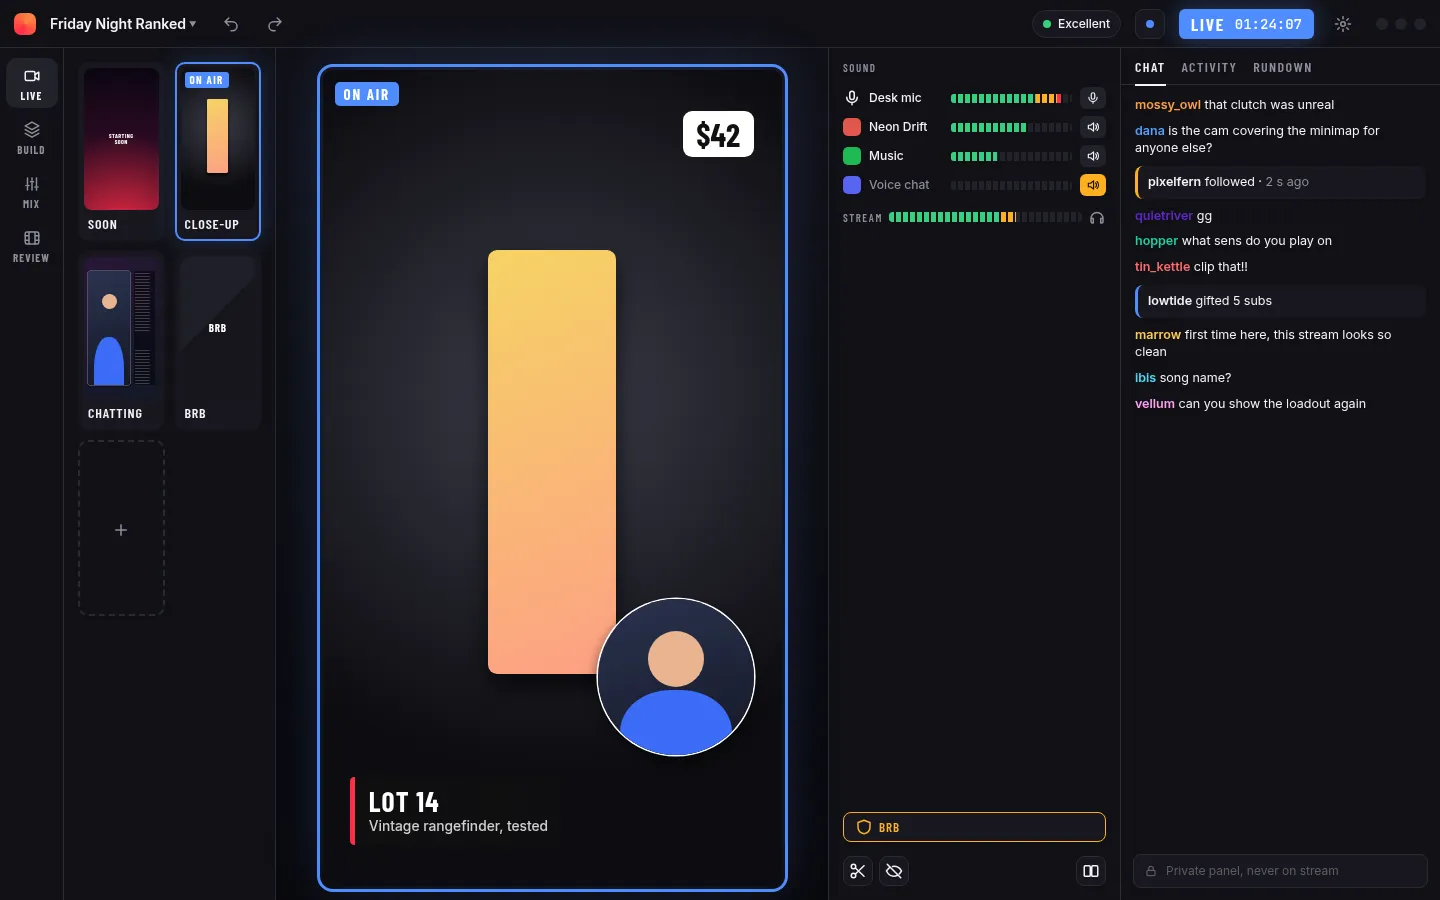 Friday Night Ranked
Excellent
LIVE 01:24:07
LIVE
BUILD
MIX
REVIEW
STARTING
SOON
SOON
ON AIR
CLOSE-UP
CHATTING
BRB
BRB
ON AIR
$42
LOT 14
Vintage rangefinder, tested
SOUND
Desk mic
Neon Drift
Music
Voice chat
STREAM
BRB
CHAT ACTIVITY RUNDOWN
mossy_owl that clutch was unreal
dana is the cam covering the minimap for
anyone else?
pixelfern followed · 2 s ago
quietriver gg
hopper what sens do you play on
tin_kettle clip that!!
lowtide gifted 5 subs
marrow first time here, this stream looks so
clean
ibis song name?
vellum can you show the loadout again
Private panel, never on stream